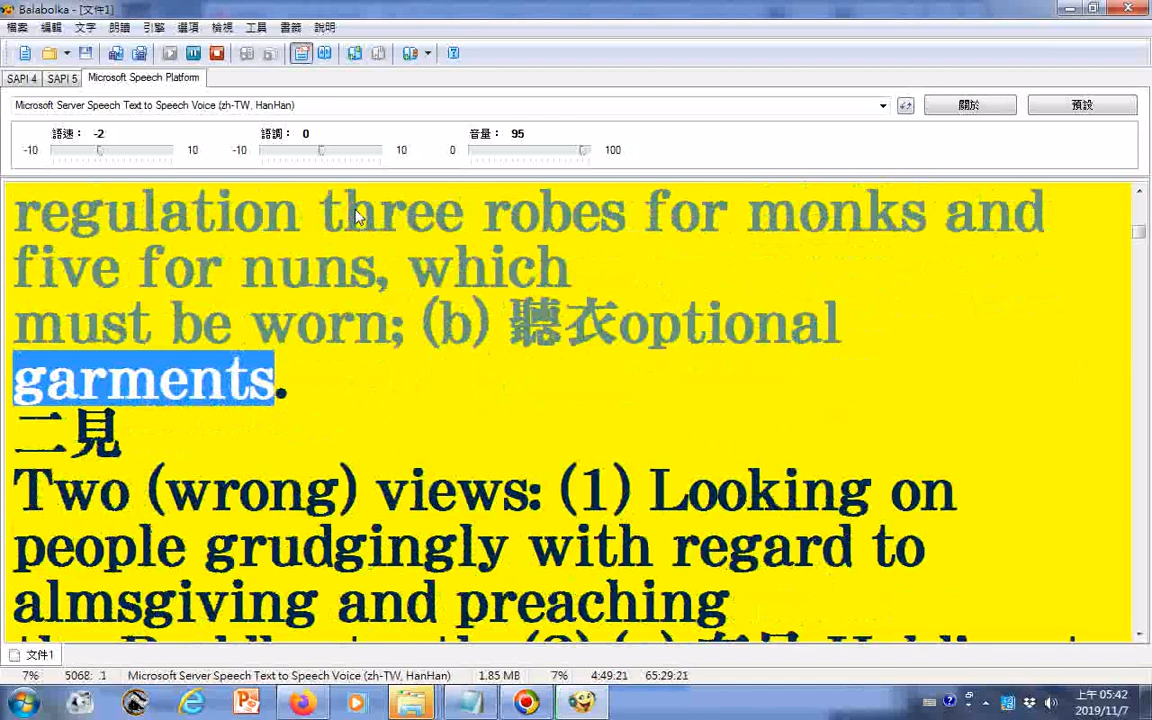 Balabolka - [文件1]
檔案 編輯 文字 朗讀 引擎 選項 檢視 工具 書籤 說明
SAPI 4 SAPI 5 Microsoft Speech Platform
Microsoft Server Speech Text to Speech Voice (zh-TW, HanHan) 關於 預設
語速： -2 語調： 0 音量： 95
-10 10 -10 10 0 100
regulation three robes for monks and
five for nuns, which
must be worn; (b) 聽衣optional
garments.
二見
Two (wrong) views: (1) Looking on
people grudgingly with regard to
almsgiving and preaching
文件1
7% 5068: .1 Microsoft Server Speech Text to Speech Voice (zh-TW, HanHan) 1.85 MB 7% 4:49:21 65:29:21
上午 05:42
2019/11/7